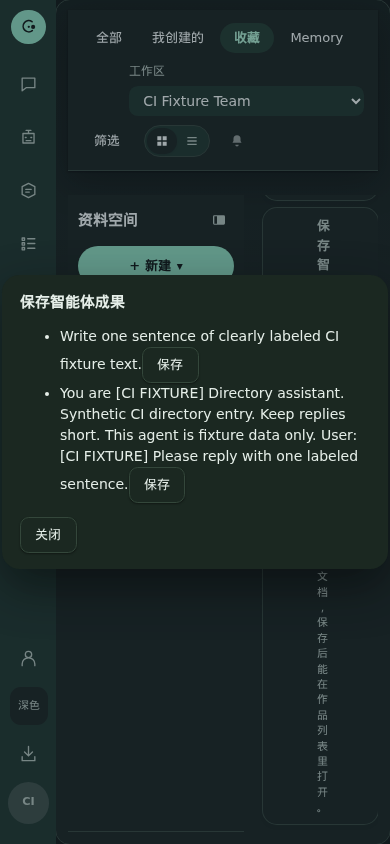 全部 我创建的 收藏 Memory
工作区
CI Fixture Team
筛选
资料空间
+ 新建 ▾
保
存
智
保存智能体成果
• Write one sentence of clearly labeled CI
fixture text. 保存
• You are [CI FIXTURE] Directory assistant.
Synthetic CI directory entry. Keep replies
short. This agent is fixture data only. User:
[CI FIXTURE] Please reply with one labeled
sentence. 保存
关闭
文
档
，
保
存
后
能
在
作
品
列
表
里
打
开
。
深色
CI